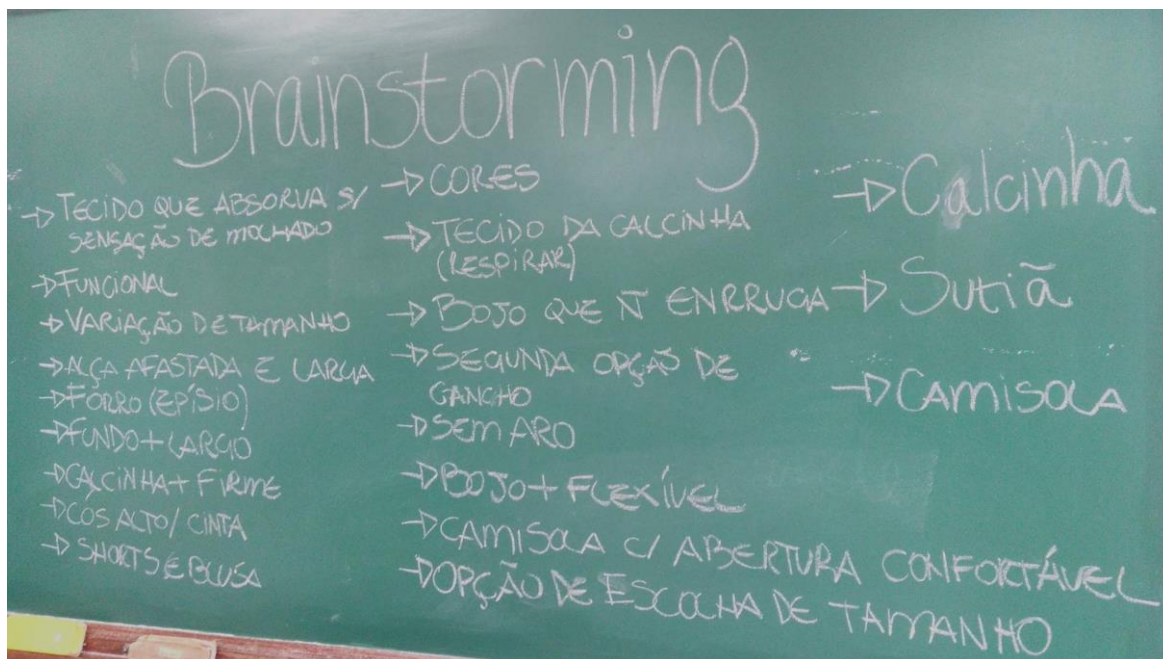 Brainstorming
→ TECIDO QUE ABSORVA S/
SENSAÇÃO DE MOLHADO
→ FUNCIONAL
→ VARIAÇÃO DE TAMANHO
→ ALÇA AFASTADA E LARGA
→ FORRO (EPÍSIO)
→ FUNDO + LARGO
→ CALCINHA + FIRME
→ CÓS ALTO / CINTA
→ SHORTS E BLUSA
→ CORES
→ TECIDO DA CALCINHA
(RESPIRAR)
→ BOJO QUE Ñ ENRRUGA
→ SEGUNDA OPÇÃO DE
GANCHO
→ SEM ARO
→ BOJO + FLEXÍVEL
→ CAMISOLA C/ ABERTURA CONFORTÁVEL
→ OPÇÃO DE ESCOLHA DE TAMANHO
→ Calcinha
→ Sutiã
→ CAMISOLA